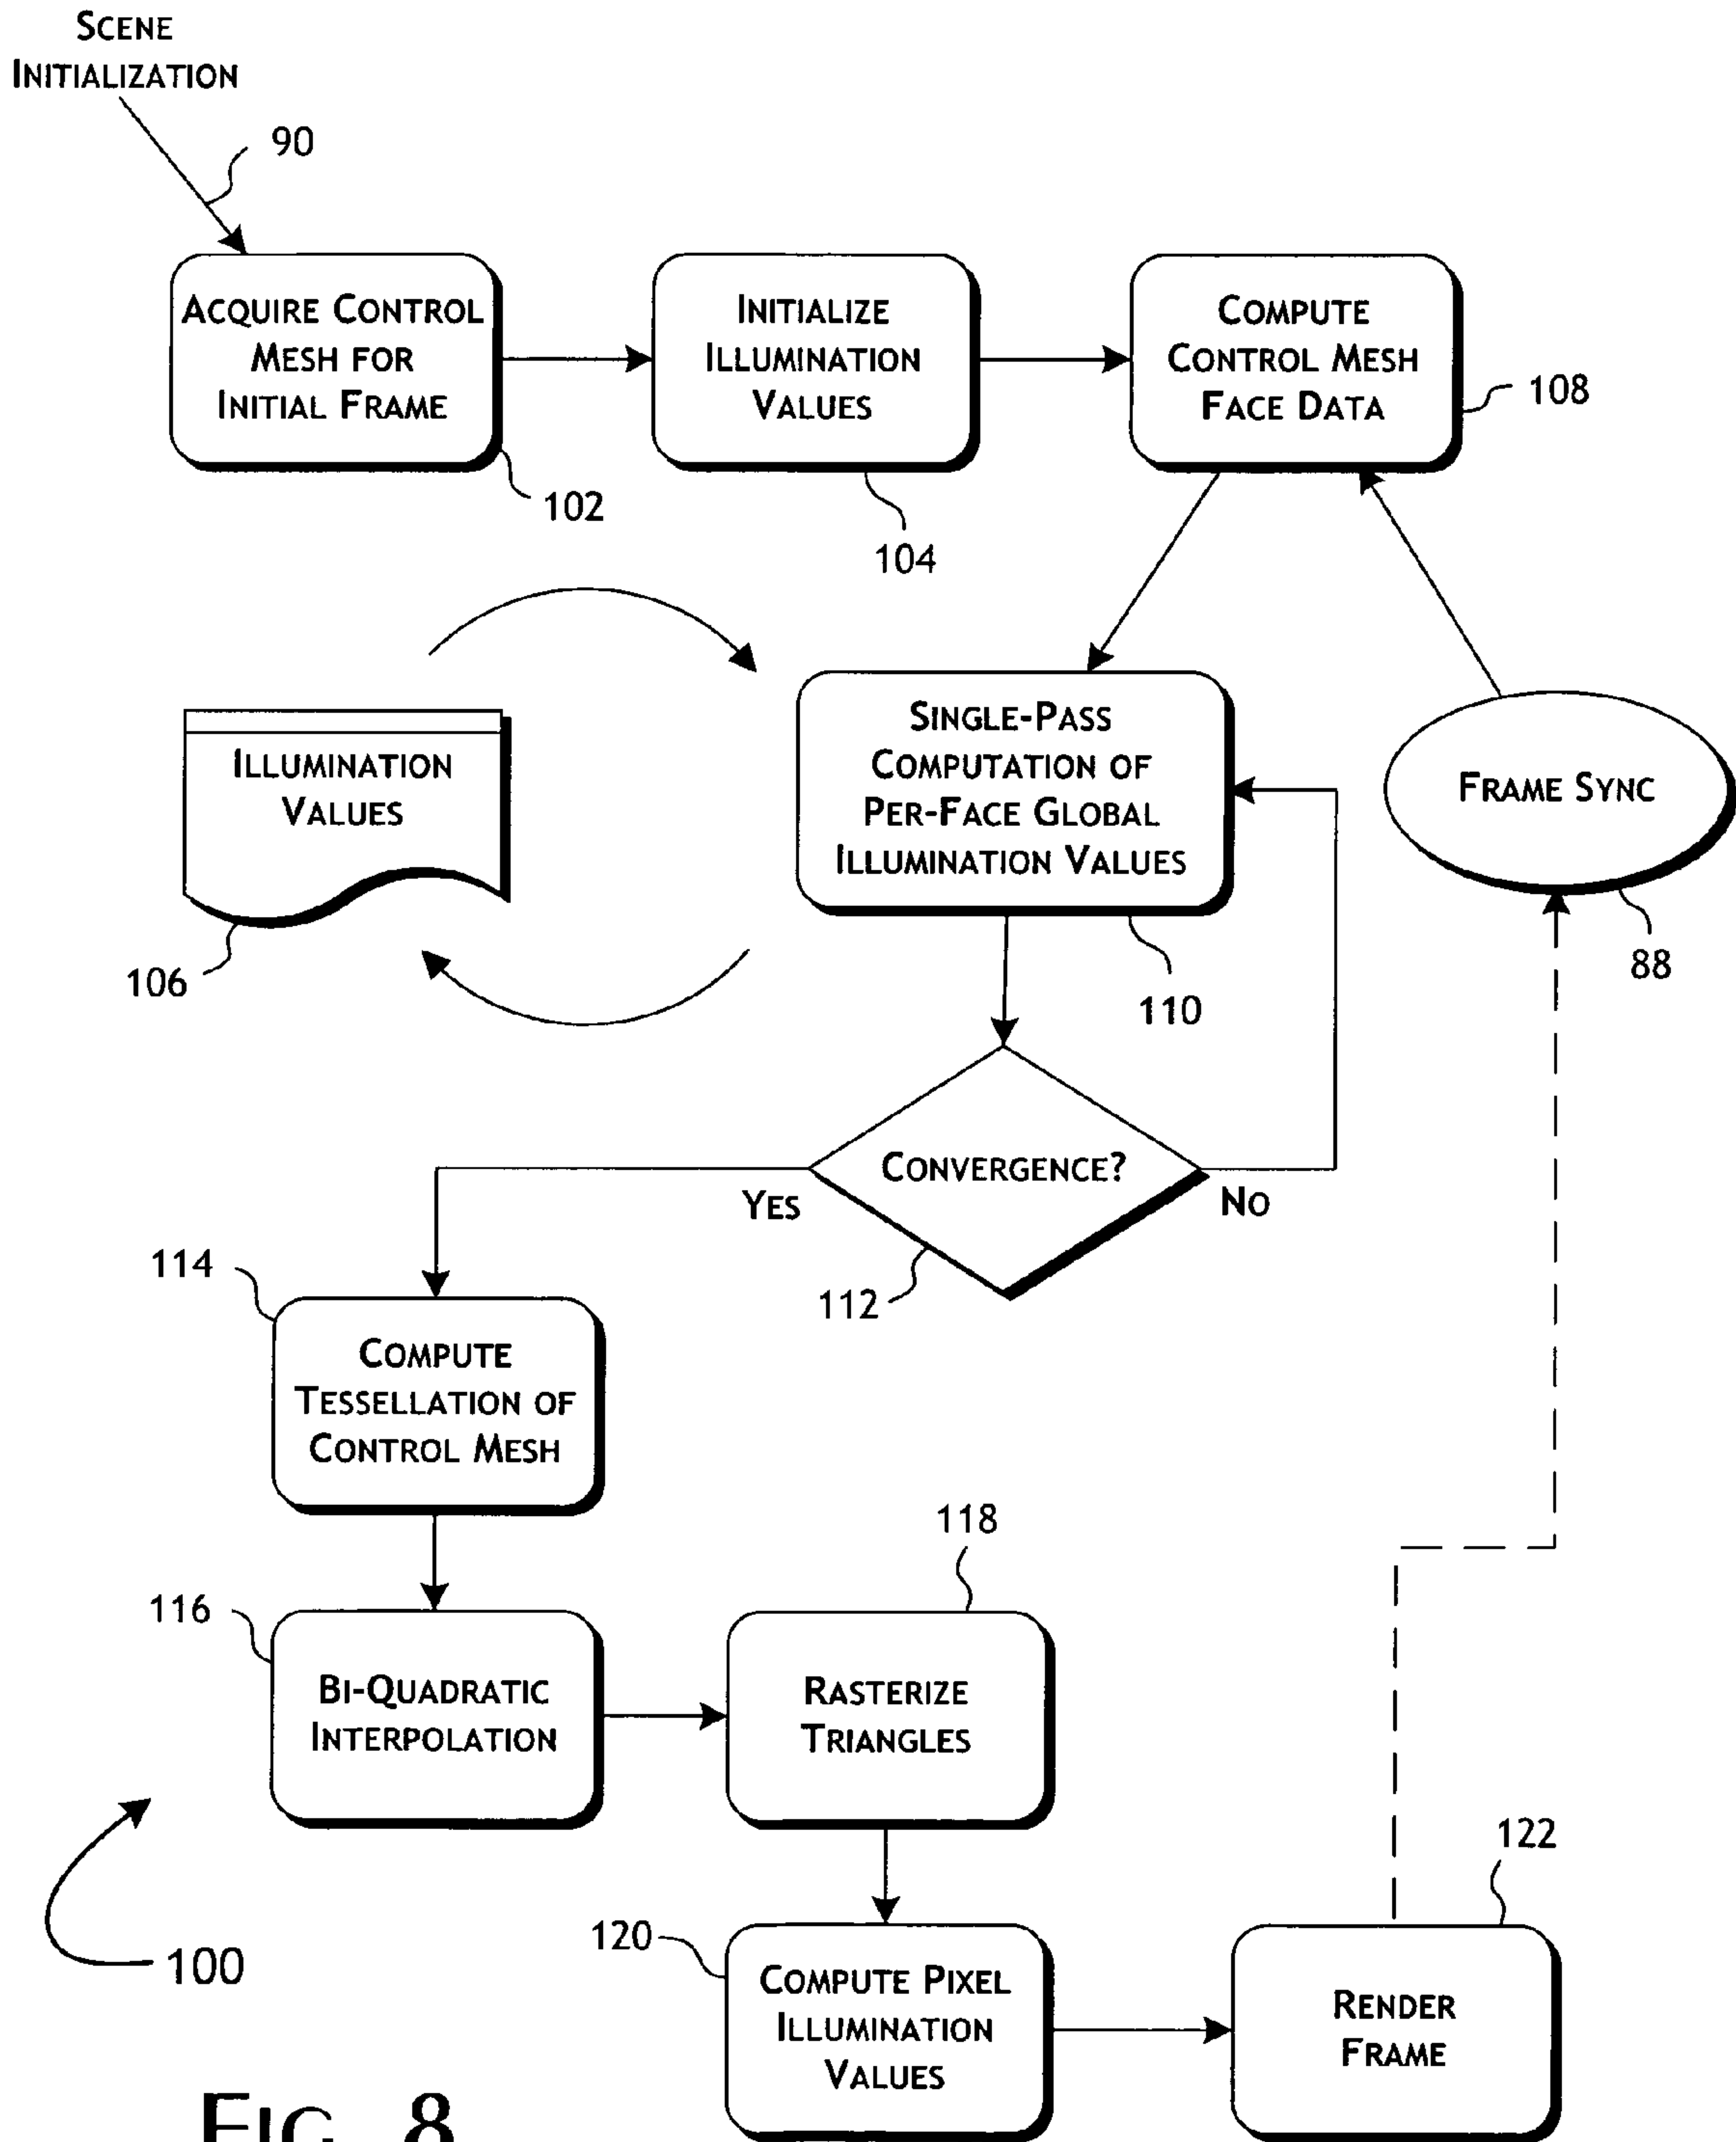 SCENE
INITIALIZATION
90
ACQUIRE CONTROL
MESH FOR
INITIAL FRAME
102
INITIALIZE
ILLUMINATION
VALUES
104
COMPUTE
CONTROL MESH
FACE DATA
108
ILLUMINATION
VALUES
106
SINGLE-PASS
COMPUTATION OF
PER-FACE GLOBAL
ILLUMINATION VALUES
110
FRAME SYNC
88
CONVERGENCE?
YES
NO
112
114
COMPUTE
TESSELLATION OF
CONTROL MESH
116
BI-QUADRATIC
INTERPOLATION
118
RASTERIZE
TRIANGLES
100
120
COMPUTE PIXEL
ILLUMINATION
VALUES
122
RENDER
FRAME
FIG. 8